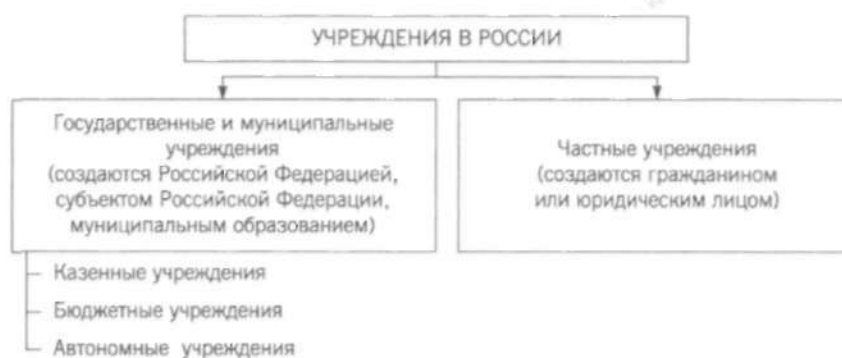 УЧРЕЖДЕНИЯ В РОССИИ
Государственные и муниципальные
учреждения
(создаются Российской Федерацией,
субъектом Российской Федерации,
муниципальным образованием)
Частные учреждения
(создаются гражданином
или юридическим лицом)
Казенные учреждения
Бюджетные учреждения
Автономные учреждения